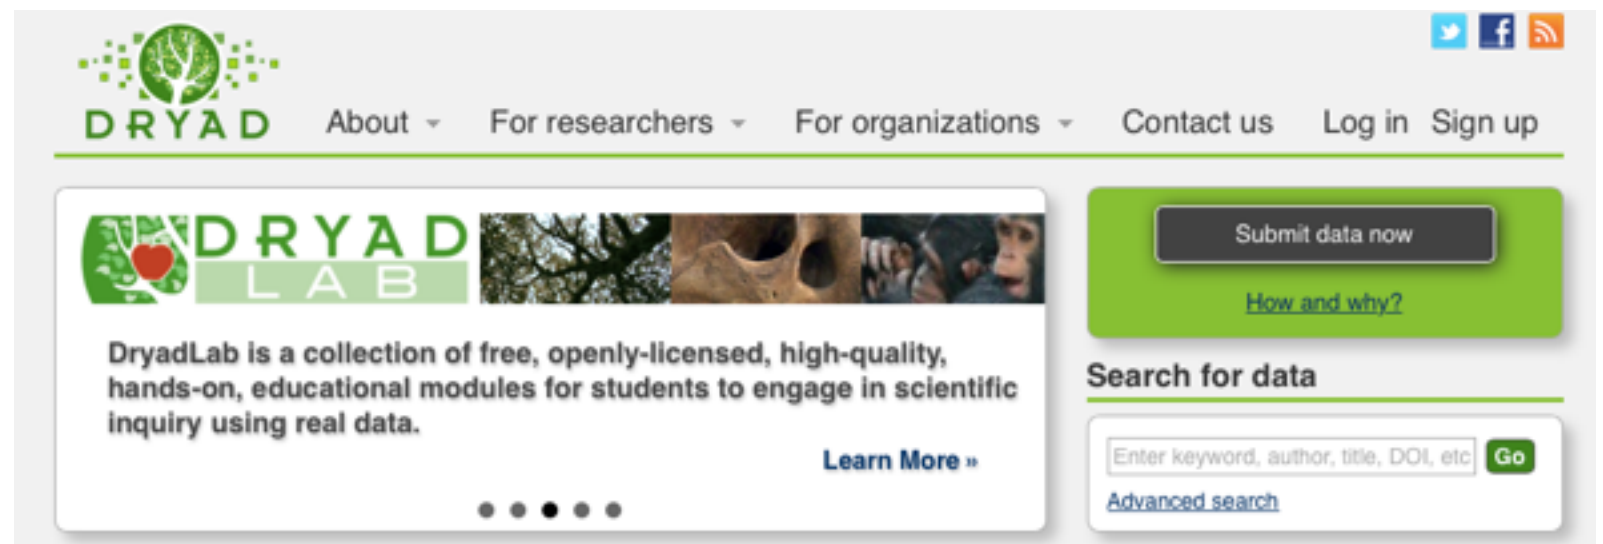 DRYAD
About
For researchers
For organizations
Contact us
Log in
Sign up
DRYAD
LAB
DryadLab is a collection of free, openly-licensed, high-quality,
hands-on, educational modules for students to engage in scientific
inquiry using real data.
Learn More »
Submit data now
How and why?
Search for data
Enter keyword, author, title, DOI, etc
Go
Advanced search